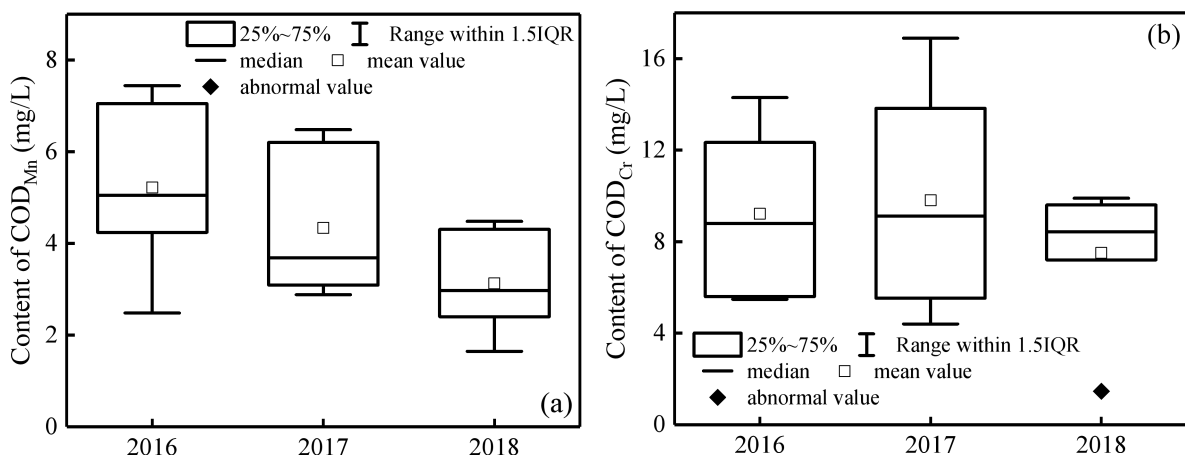 Content of COD_Mn (mg/L)
8
6
4
2
0
25%~75% Range within 1.5IQR
median mean value
abnormal value
(a)
2016 2017 2018
Content of COD_Cr (mg/L)
16
12
8
4
0
(b)
25%~75% Range within 1.5IQR
median mean value
abnormal value
2016 2017 2018